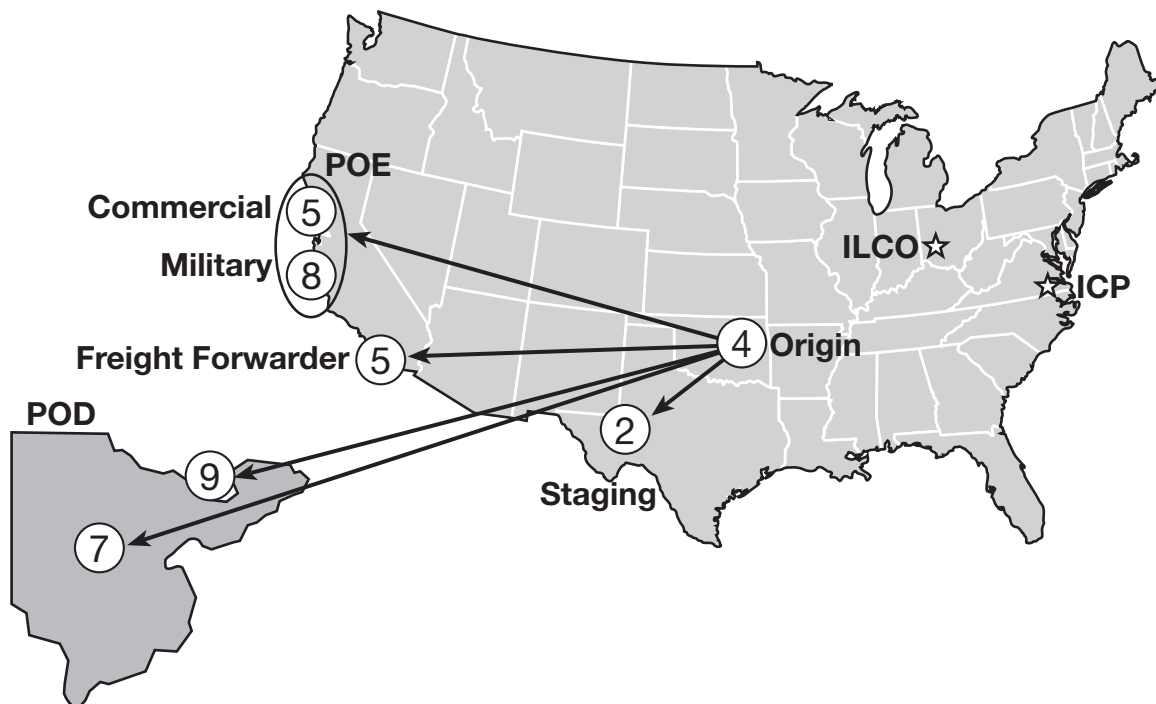 POE
Commercial 5
Military 8
ILCO
ICP
4 Origin
Freight Forwarder 5
POD
2
9
Staging
7